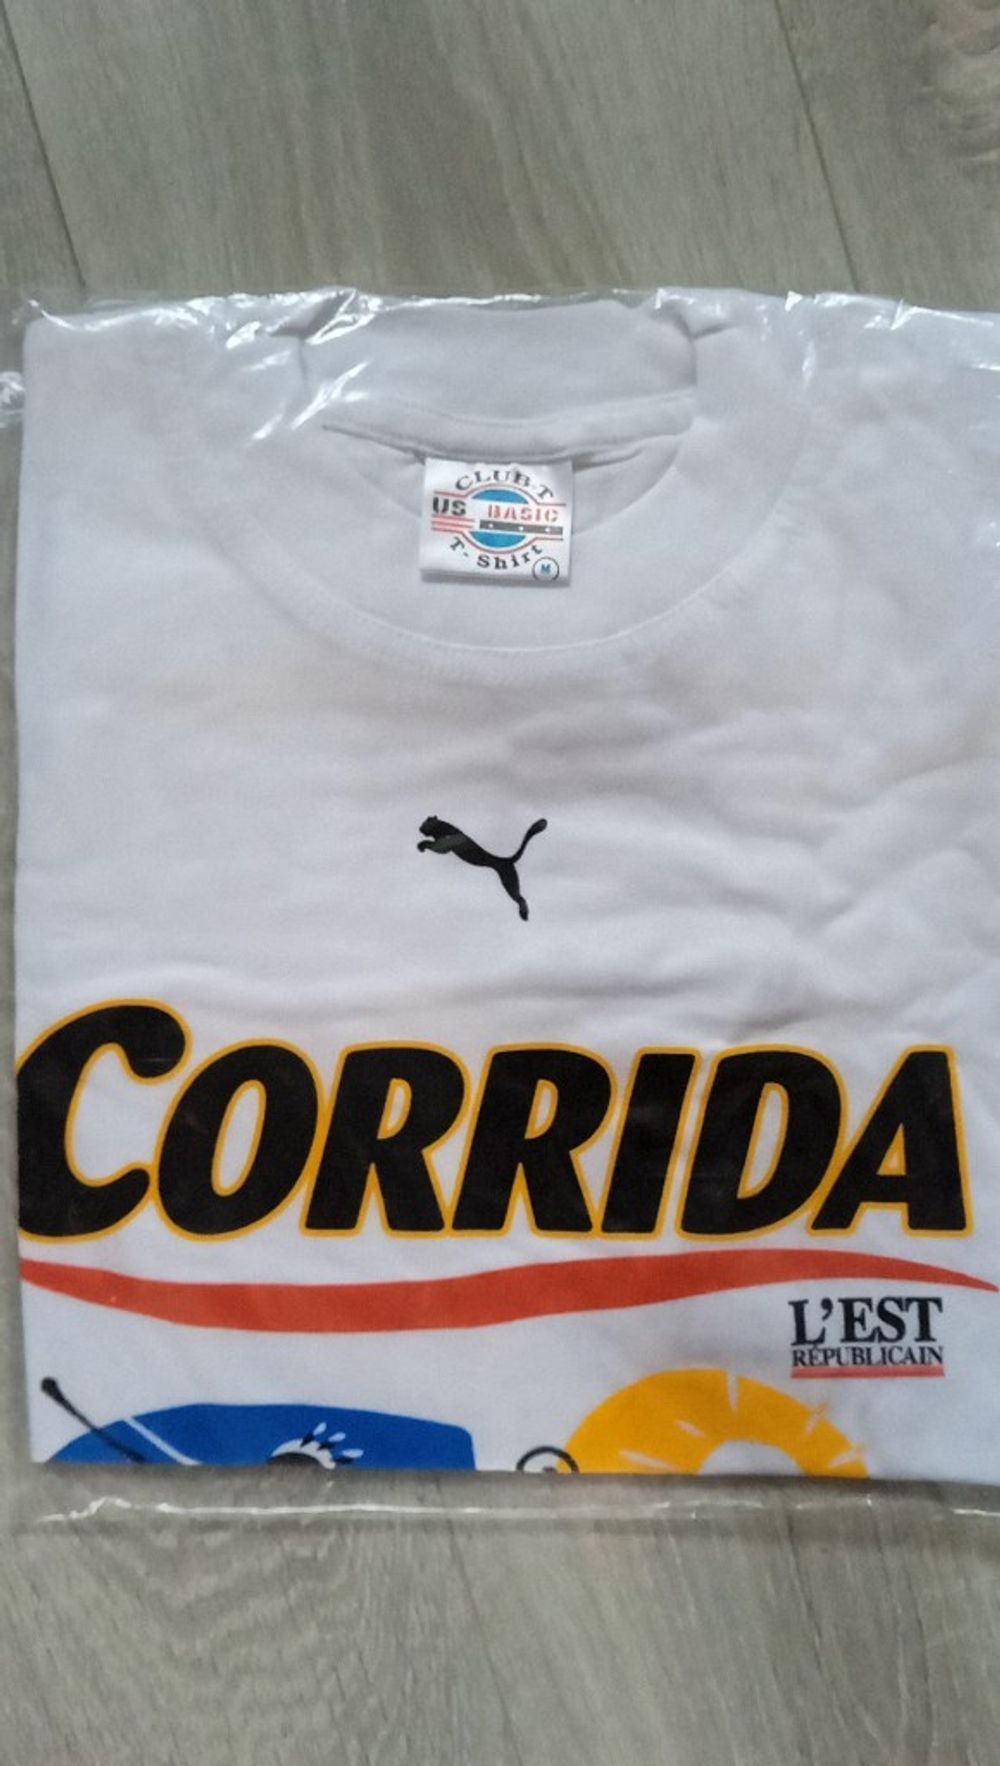 CLUB-T
US BASIC
T-Shirt
M
CORRIDA
L'EST
RÉPUBLICAIN